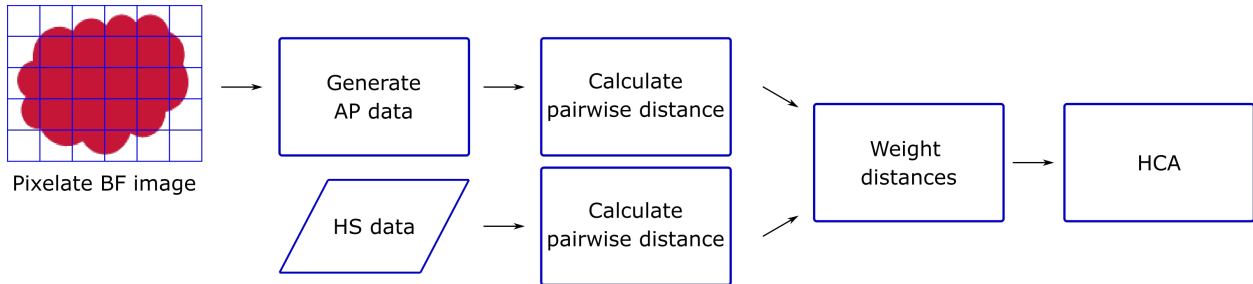 Pixelate BF image
Generate
AP data
Calculate
pairwise distance
HS data
Calculate
pairwise distance
Weight
distances
HCA